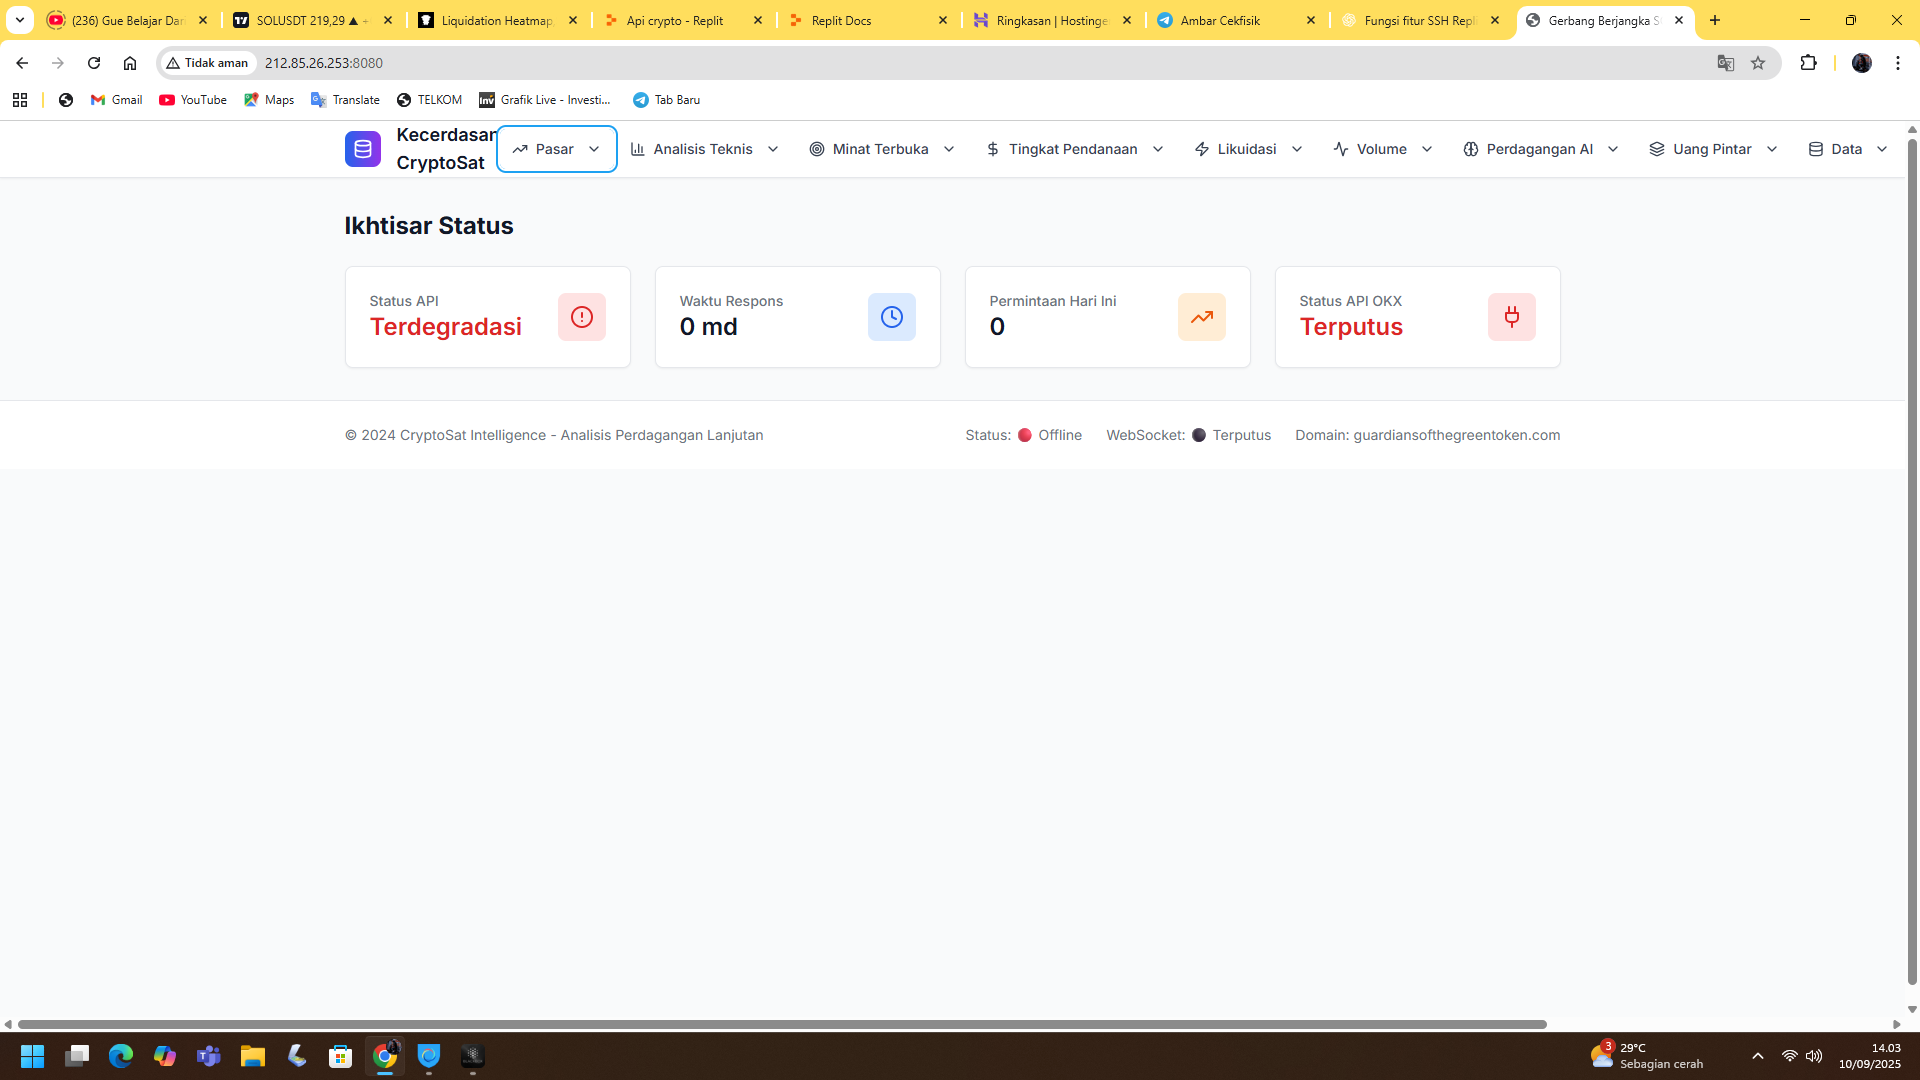 (236) Gue Belajar Dar
SOLUSDT 219,29 ▲ +
Liquidation Heatmap
Api crypto - Replit
Replit Docs
Ringkasan | Hostinge
Ambar Cekfisik
Fungsi fitur SSH Repl
Gerbang Berjangka S
Tidak aman
212.85.26.253:8080
Gmail
YouTube
Maps
Translate
TELKOM
Inv
Grafik Live - Investi...
Tab Baru
Kecerdasan
CryptoSat
Pasar
Analisis Teknis
Minat Terbuka
Tingkat Pendanaan
Likuidasi
Volume
Perdagangan AI
Uang Pintar
Data
Ikhtisar Status
Status API
Terdegradasi
Waktu Respons
0 md
Permintaan Hari Ini
0
Status API OKX
Terputus
© 2024 CryptoSat Intelligence - Analisis Perdagangan Lanjutan
Status: Offline
WebSocket: Terputus
Domain: guardiansofthegreentoken.com
3
29°C
Sebagian cerah
14.03
10/09/2025